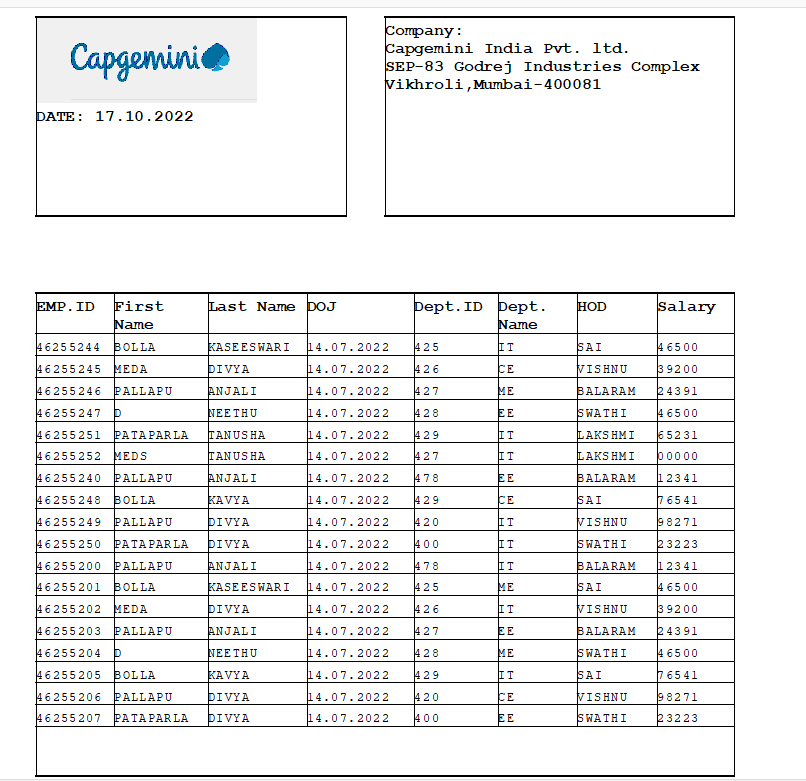 Capgemini
DATE: 17.10.2022
Company:
Capgemini India Pvt. ltd.
SEP-83 Godrej Industries Complex
Vikhroli,Mumbai-400081
EMP.ID First Name Last Name DOJ Dept.ID Dept. Name HOD Salary
46255244 BOLLA KASEESWARI 14.07.2022 425 IT SAI 46500
46255245 MEDA DIVYA 14.07.2022 426 CE VISHNU 39200
46255246 PALLAPU ANJALI 14.07.2022 427 ME BALARAM 24391
46255247 D NEETHU 14.07.2022 428 EE SWATHI 46500
46255251 PATAPARLA TANUSHA 14.07.2022 429 IT LAKSHMI 65231
46255252 MEDS TANUSHA 14.07.2022 427 IT LAKSHMI 00000
46255240 PALLAPU ANJALI 14.07.2022 478 EE BALARAM 12341
46255248 BOLLA KAVYA 14.07.2022 429 CE SAI 76541
46255249 PALLAPU DIVYA 14.07.2022 420 IT VISHNU 98271
46255250 PATAPARLA DIVYA 14.07.2022 400 IT SWATHI 23223
46255200 PALLAPU ANJALI 14.07.2022 478 IT BALARAM 12341
46255201 BOLLA KASEESWARI 14.07.2022 425 ME SAI 46500
46255202 MEDA DIVYA 14.07.2022 426 IT VISHNU 39200
46255203 PALLAPU ANJALI 14.07.2022 427 EE BALARAM 24391
46255204 D NEETHU 14.07.2022 428 ME SWATHI 46500
46255205 BOLLA KAVYA 14.07.2022 429 IT SAI 76541
46255206 PALLAPU DIVYA 14.07.2022 420 CE VISHNU 98271
46255207 PATAPARLA DIVYA 14.07.2022 400 EE SWATHI 23223